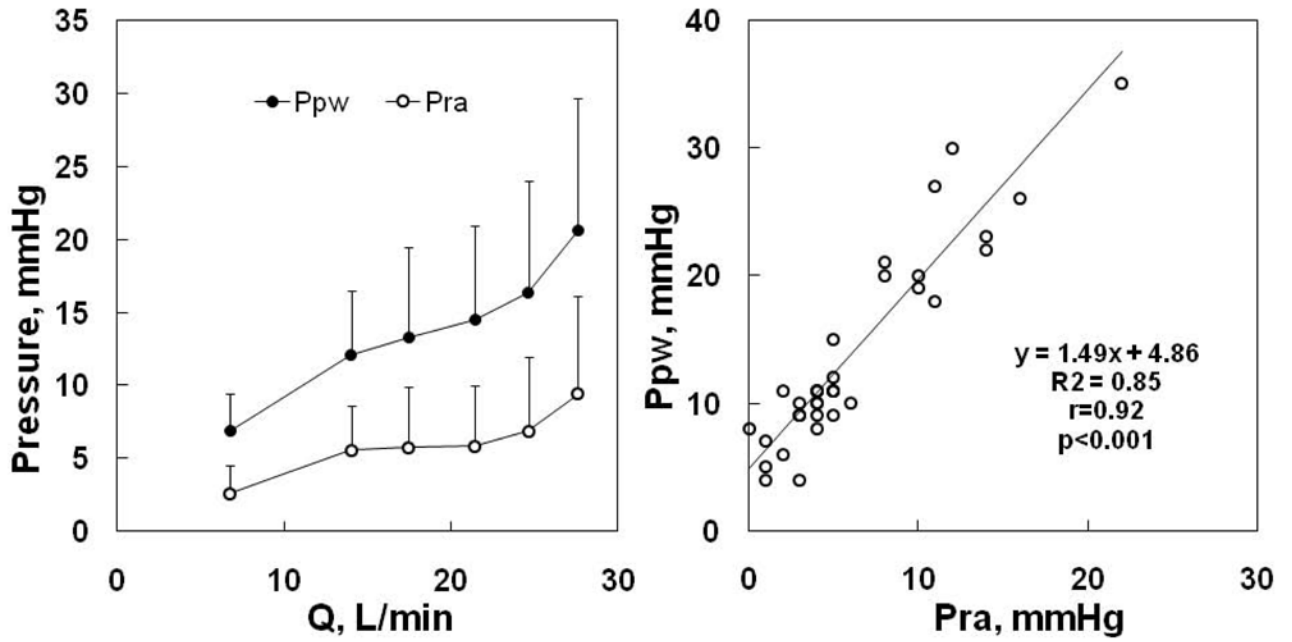 35
30
25
20
15
10
5
0
Pressure, mmHg
Ppw Pra
0 10 20 30
Q, L/min
40
30
20
10
0
Ppw, mmHg
y = 1.49x + 4.86
R2 = 0.85
r=0.92
p<0.001
0 10 20 30
Pra, mmHg